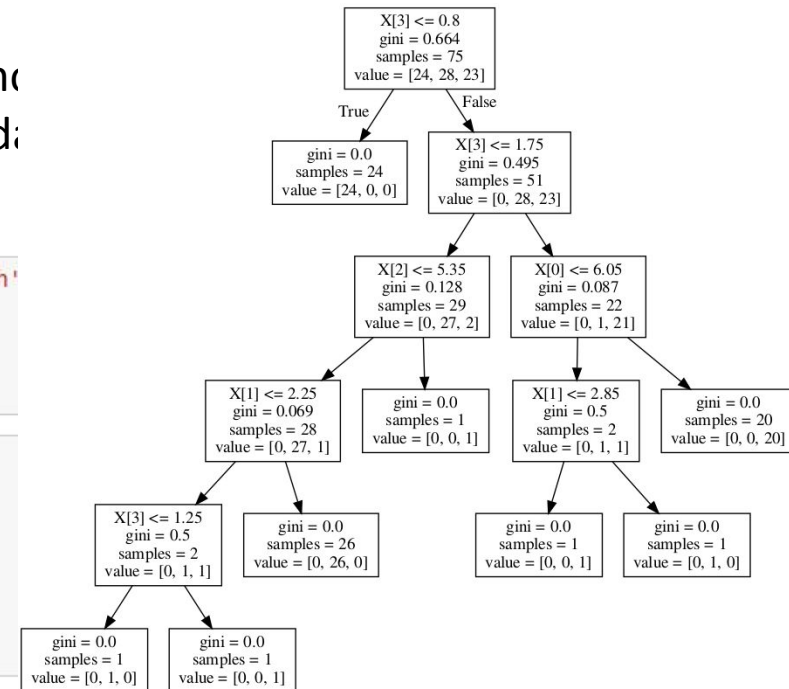 X[3] <= 0.8
gini = 0.664
samples = 75
value = [24, 28, 23]
True
False
gini = 0.0
samples = 24
value = [24, 0, 0]
X[3] <= 1.75
gini = 0.495
samples = 51
value = [0, 28, 23]
X[2] <= 5.35
gini = 0.128
samples = 29
value = [0, 27, 2]
X[0] <= 6.05
gini = 0.087
samples = 22
value = [0, 1, 21]
X[1] <= 2.25
gini = 0.069
samples = 28
value = [0, 27, 1]
gini = 0.0
samples = 1
value = [0, 0, 1]
X[1] <= 2.85
gini = 0.5
samples = 2
value = [0, 1, 1]
gini = 0.0
samples = 20
value = [0, 0, 20]
X[3] <= 1.25
gini = 0.5
samples = 2
value = [0, 1, 1]
gini = 0.0
samples = 26
value = [0, 26, 0]
gini = 0.0
samples = 1
value = [0, 0, 1]
gini = 0.0
samples = 1
value = [0, 1, 0]
gini = 0.0
samples = 1
value = [0, 1, 0]
gini = 0.0
samples = 1
value = [0, 0, 1]